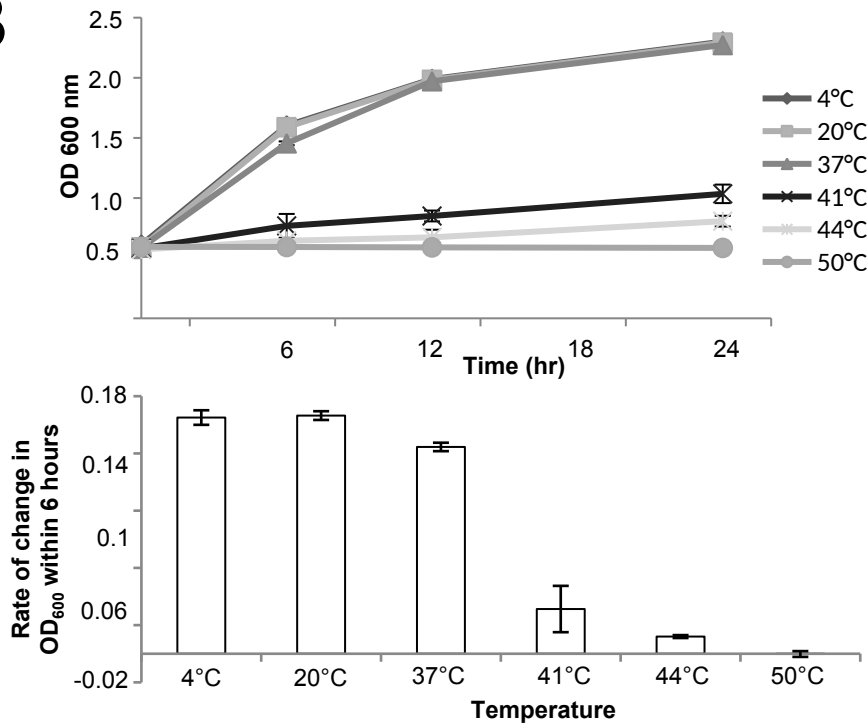 2.5
2.0
1.5
1.0
0.5
OD 600 nm
6 12 18 24
Time (hr)
4°C
20°C
37°C
41°C
44°C
50°C
0.18
0.14
0.1
0.06
-0.02
Rate of change in
OD600 within 6 hours
4°C 20°C 37°C 41°C 44°C 50°C
Temperature